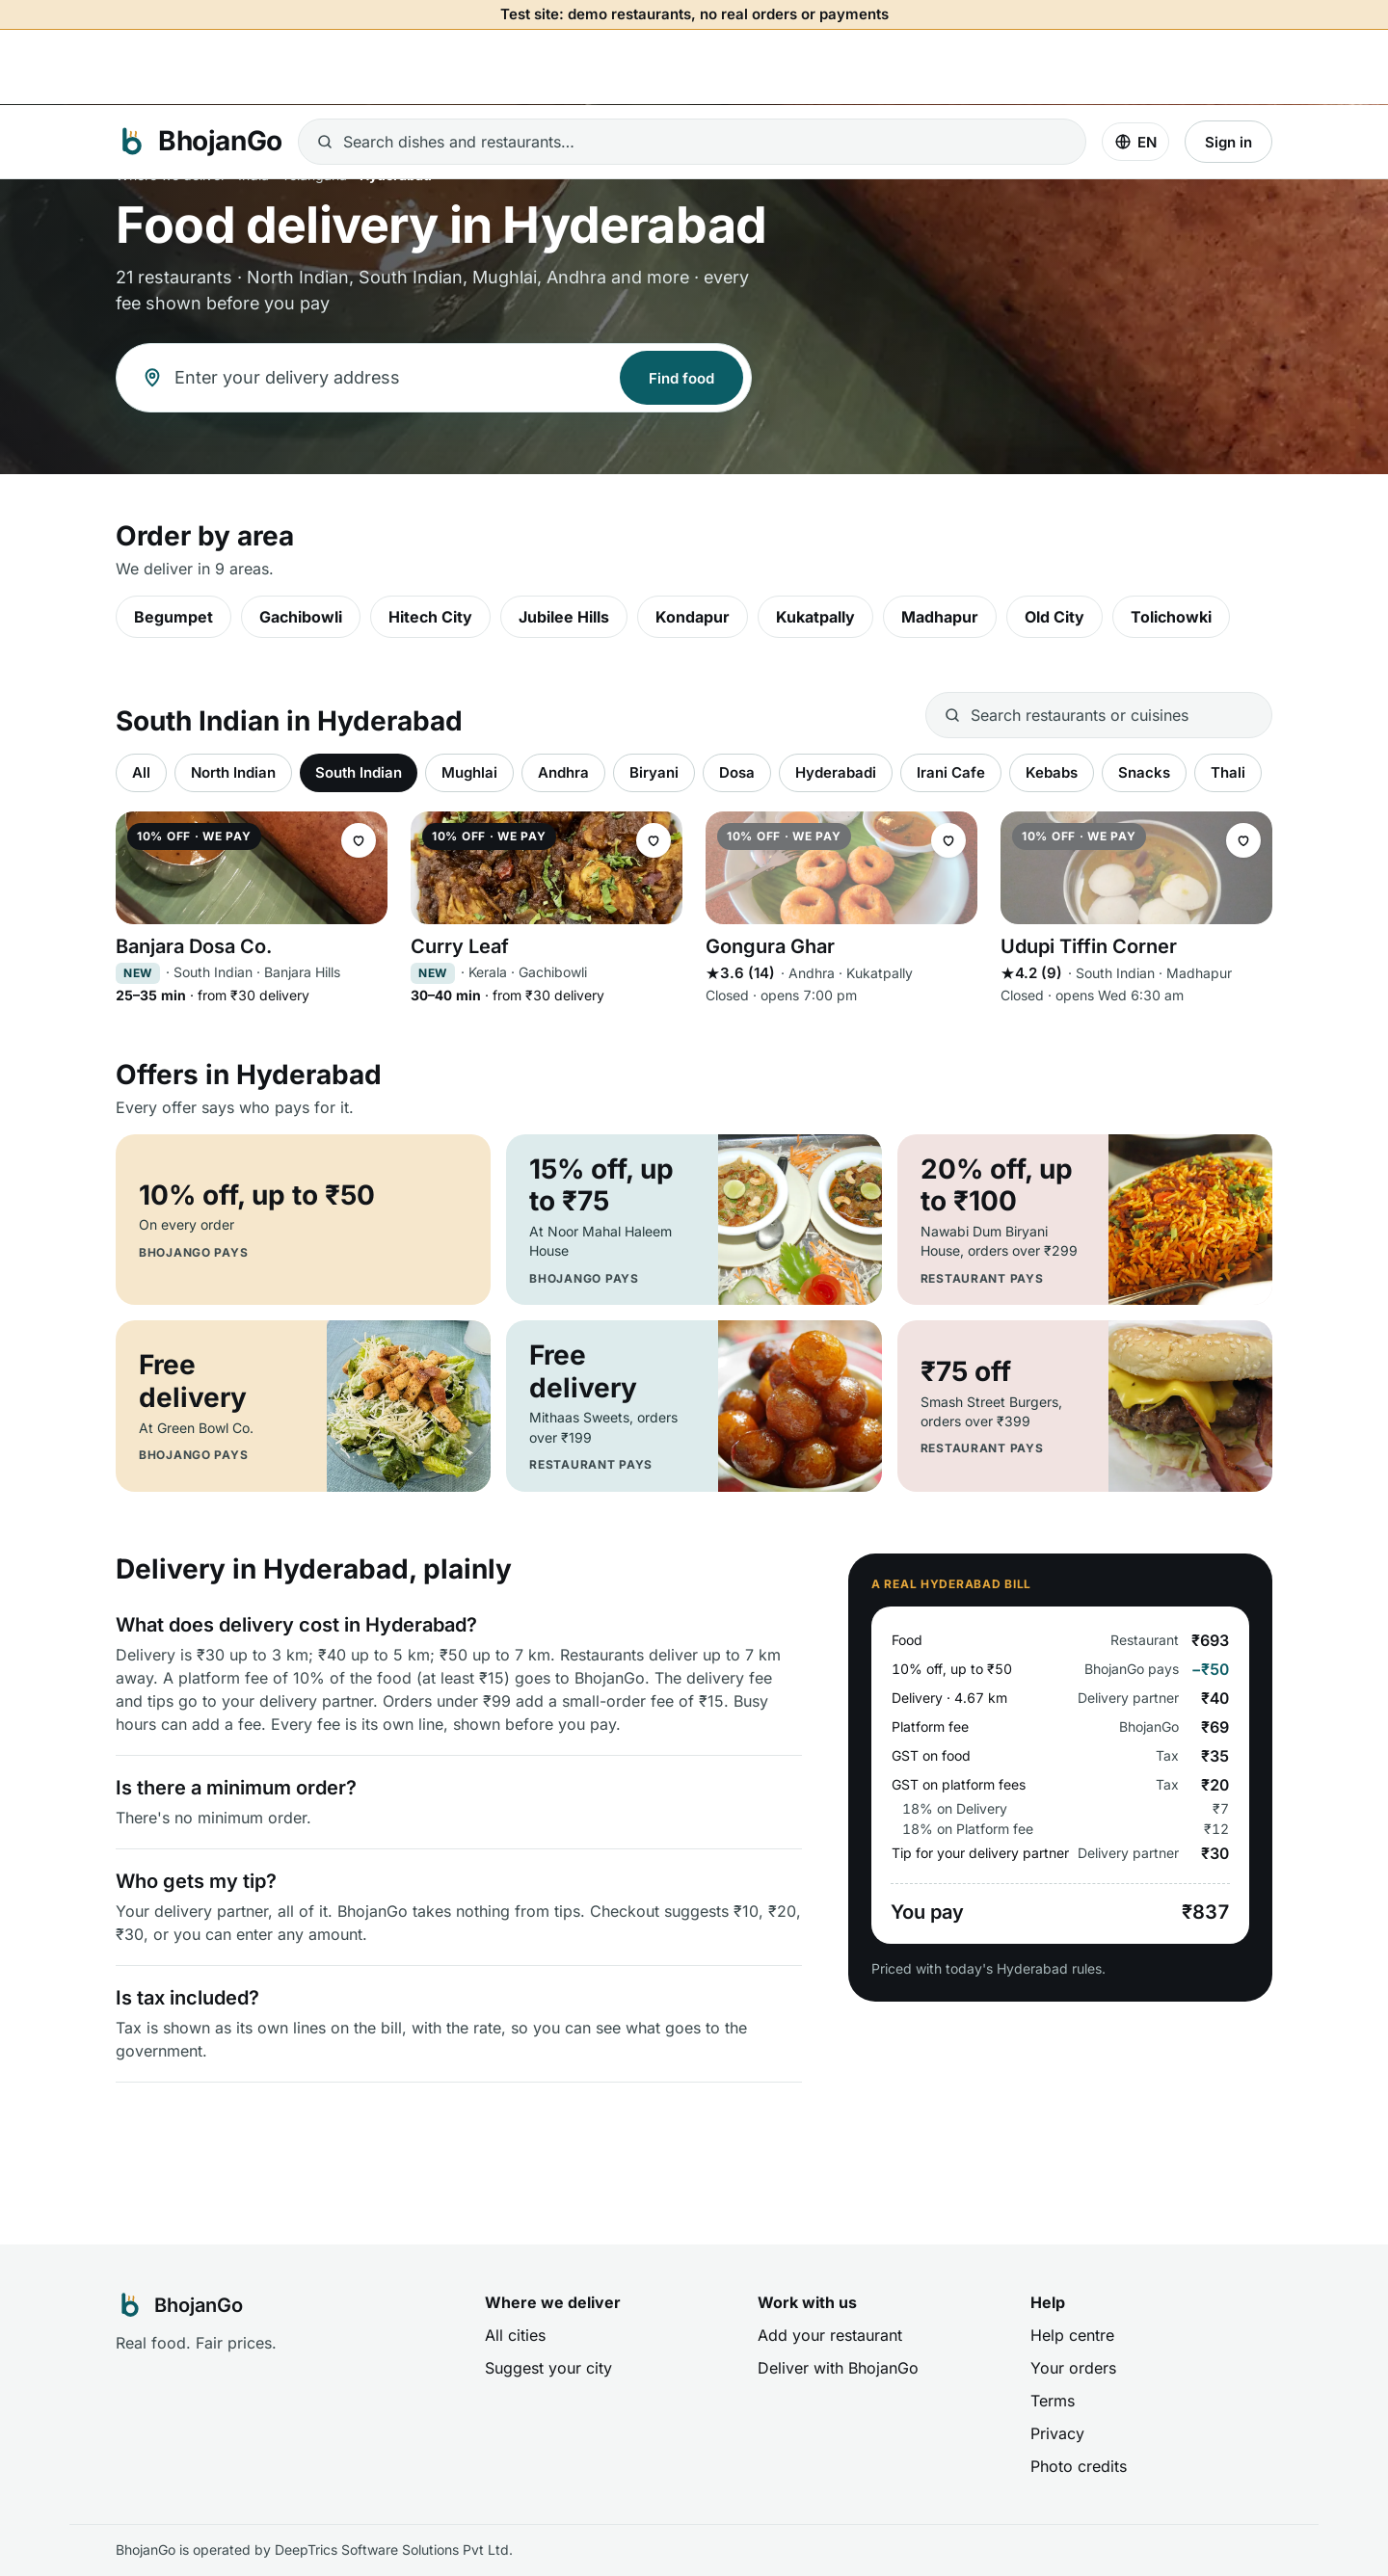 Test site: demo restaurants, no real orders or payments
BhojanGo
Search dishes and restaurants...
EN
Sign in
Food delivery in Hyderabad
21 restaurants · North Indian, South Indian, Mughlai, Andhra and more · every
fee shown before you pay
Enter your delivery address
Find food
Order by area
We deliver in 9 areas.
Begumpet
Gachibowli
Hitech City
Jubilee Hills
Kondapur
Kukatpally
Madhapur
Old City
Tolichowki
South Indian in Hyderabad
Search restaurants or cuisines
All
North Indian
South Indian
Mughlai
Andhra
Biryani
Dosa
Hyderabadi
Irani Cafe
Kebabs
Snacks
Thali
10% OFF · WE PAY
Banjara Dosa Co.
NEW · South Indian · Banjara Hills
25–35 min · from ₹30 delivery
10% OFF · WE PAY
Curry Leaf
NEW · Kerala · Gachibowli
30–40 min · from ₹30 delivery
10% OFF · WE PAY
Gongura Ghar
★3.6 (14) · Andhra · Kukatpally
Closed · opens 7:00 pm
10% OFF · WE PAY
Udupi Tiffin Corner
★4.2 (9) · South Indian · Madhapur
Closed · opens Wed 6:30 am
Offers in Hyderabad
Every offer says who pays for it.
10% off, up to ₹50
On every order
BHOJANGO PAYS
15% off, up
to ₹75
At Noor Mahal Haleem
House
BHOJANGO PAYS
20% off, up
to ₹100
Nawabi Dum Biryani
House, orders over ₹299
RESTAURANT PAYS
Free
delivery
At Green Bowl Co.
BHOJANGO PAYS
Free
delivery
Mithaas Sweets, orders
over ₹199
RESTAURANT PAYS
₹75 off
Smash Street Burgers,
orders over ₹399
RESTAURANT PAYS
Delivery in Hyderabad, plainly
What does delivery cost in Hyderabad?
Delivery is ₹30 up to 3 km; ₹40 up to 5 km; ₹50 up to 7 km. Restaurants deliver up to 7 km
away. A platform fee of 10% of the food (at least ₹15) goes to BhojanGo. The delivery fee
and tips go to your delivery partner. Orders under ₹99 add a small-order fee of ₹15. Busy
hours can add a fee. Every fee is its own line, shown before you pay.
Is there a minimum order?
There's no minimum order.
Who gets my tip?
Your delivery partner, all of it. BhojanGo takes nothing from tips. Checkout suggests ₹10, ₹20,
₹30, or you can enter any amount.
Is tax included?
Tax is shown as its own lines on the bill, with the rate, so you can see what goes to the
government.
A REAL HYDERABAD BILL
Food Restaurant ₹693
10% off, up to ₹50 BhojanGo pays −₹50
Delivery · 4.67 km Delivery partner ₹40
Platform fee BhojanGo ₹69
GST on food Tax ₹35
GST on platform fees Tax ₹20
18% on Delivery ₹7
18% on Platform fee ₹12
Tip for your delivery partner Delivery partner ₹30
You pay ₹837
Priced with today's Hyderabad rules.
BhojanGo
Real food. Fair prices.
Where we deliver
All cities
Suggest your city
Work with us
Add your restaurant
Deliver with BhojanGo
Help
Help centre
Your orders
Terms
Privacy
Photo credits
BhojanGo is operated by DeepTrics Software Solutions Pvt Ltd.